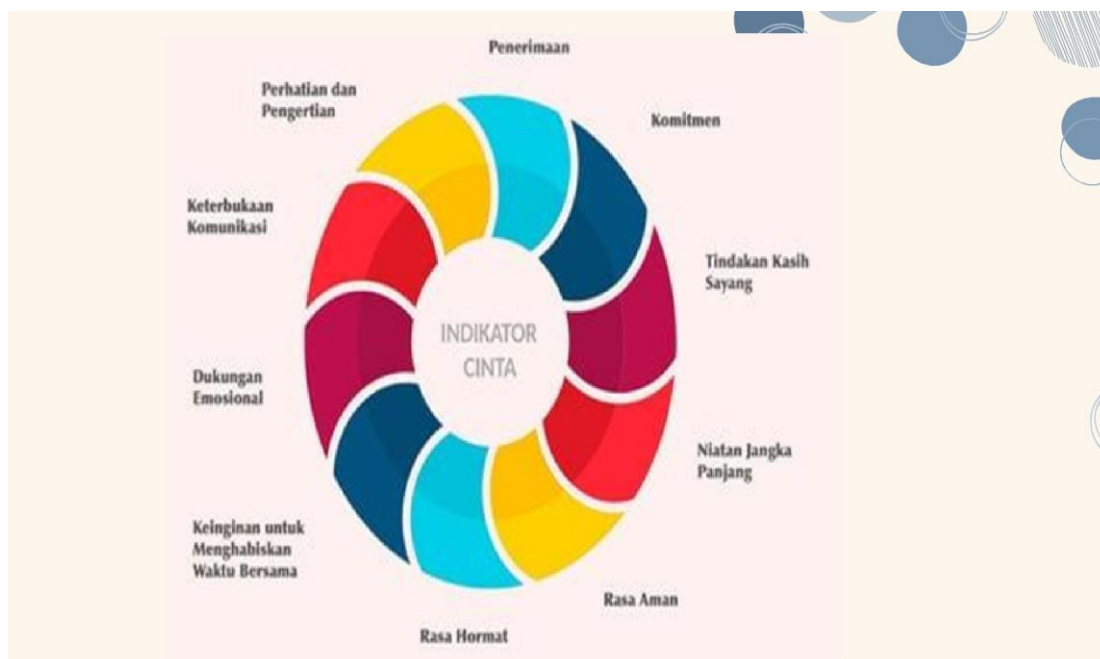 Penerimaan
Komitmen
Tindakan Kasih
Sayang
Niatan Jangka
Panjang
Rasa Aman
Rasa Hormat
Keinginan untuk
Menghabiskan
Waktu Bersama
Dukungan
Emosional
Keterbukaan
Komunikasi
Perhatian dan
Pengertian
INDIKATOR
CINTA